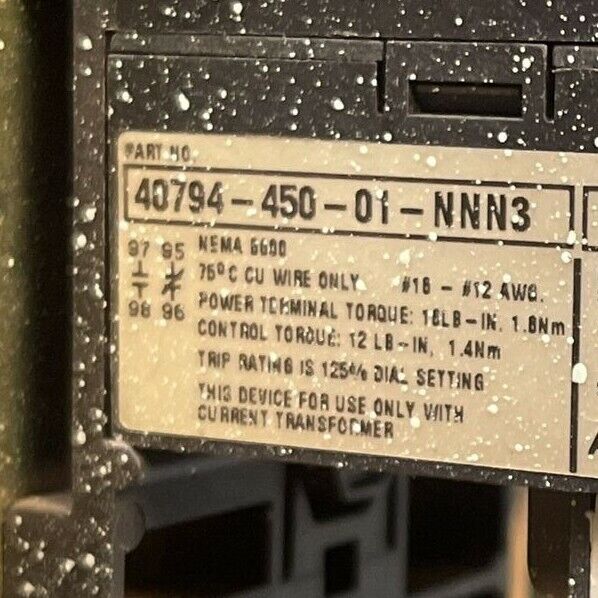 PART NO.
40794-450-01-NNN3
97 95
98 96
NEMA B600
75°C CU WIRE ONLY #16 - #12 AWG.
POWER TERMINAL TORQUE: 16LB-IN, 1.8Nm
CONTROL TORQUE: 12 LB-IN, 1.4Nm
TRIP RATING IS 125% DIAL SETTING
THIS DEVICE FOR USE ONLY WITH
CURRENT TRANSFORMER